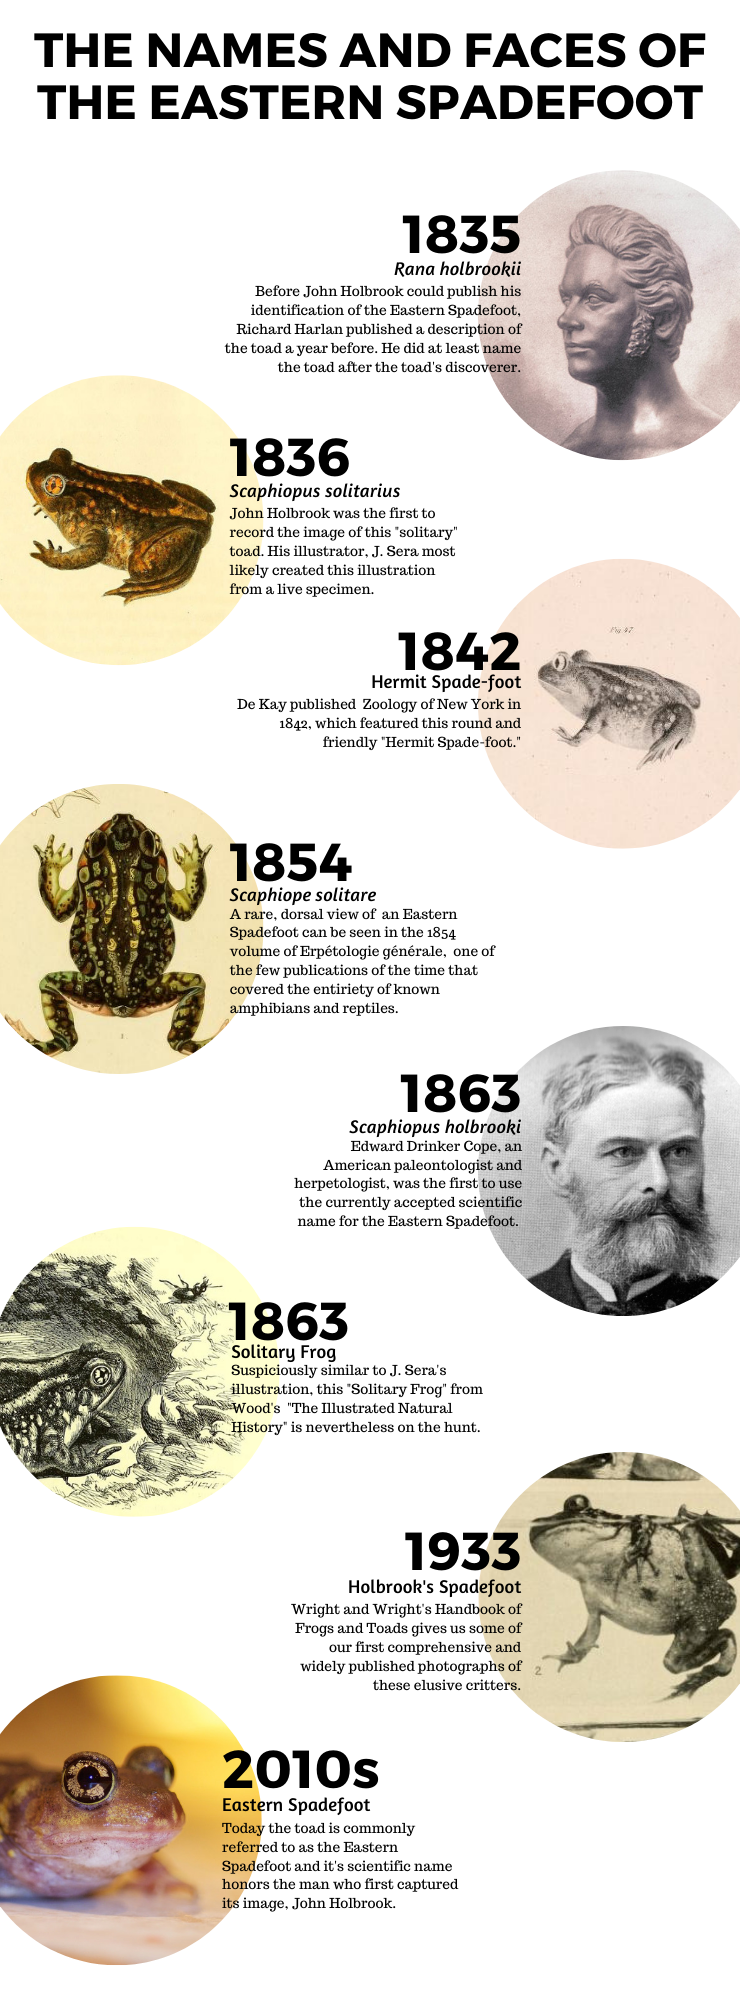 THE NAMES AND FACES OF
THE EASTERN SPADEFOOT
1835
Rana holbrookii
Before John Holbrook could publish his
identification of the Eastern Spadefoot,
Richard Harlan published a description of
the toad a year before. He did at least name
the toad after the toad's discoverer.
1836
Scaphiopus solitarius
John Holbrook was the first to
record the image of this "solitary"
toad. His illustrator, J. Sera most
likely created this illustration
from a live specimen.
Fig. 47
1842
Hermit Spade-foot
De Kay published Zoology of New York in
1842, which featured this round and
friendly "Hermit Spade-foot."
1854
Scaphiope solitare
A rare, dorsal view of an Eastern
Spadefoot can be seen in the 1854
volume of Erpétologie générale, one of
the few publications of the time that
covered the entiriety of known
amphibians and reptiles.
1
1863
Scaphiopus holbrooki
Edward Drinker Cope, an
American paleontologist and
herpetologist, was the first to use
the currently accepted scientific
name for the Eastern Spadefoot.
1863
Solitary Frog
Suspiciously similar to J. Sera's
illustration, this "Solitary Frog" from
Wood's "The Illustrated Natural
History" is nevertheless on the hunt.
1933
Holbrook's Spadefoot
Wright and Wright's Handbook of
Frogs and Toads gives us some of
our first comprehensive and
widely published photographs of
these elusive critters.
2
2010s
Eastern Spadefoot
Today the toad is commonly
referred to as the Eastern
Spadefoot and it's scientific name
honors the man who first captured
its image, John Holbrook.